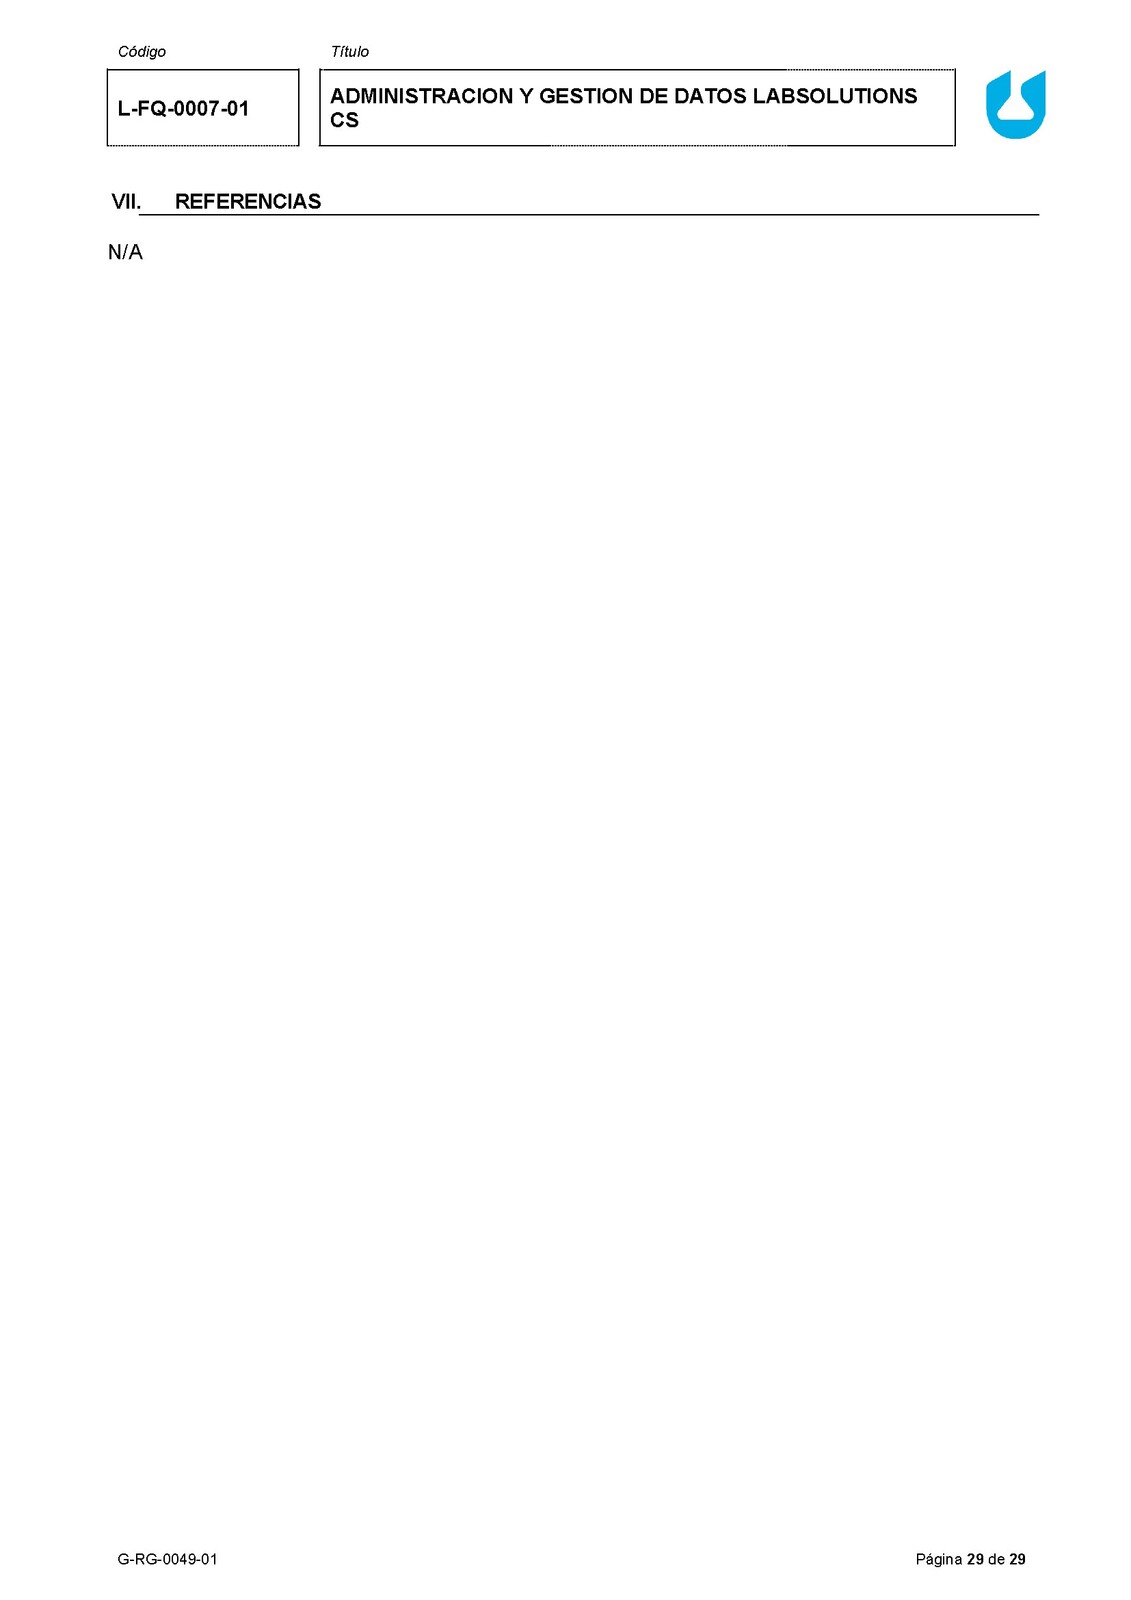 Código Título
L-FQ-0007-01
ADMINISTRACION Y GESTION DE DATOS LABSOLUTIONS
CS
VII. REFERENCIAS
N/A
G-RG-0049-01 Página 29 de 29